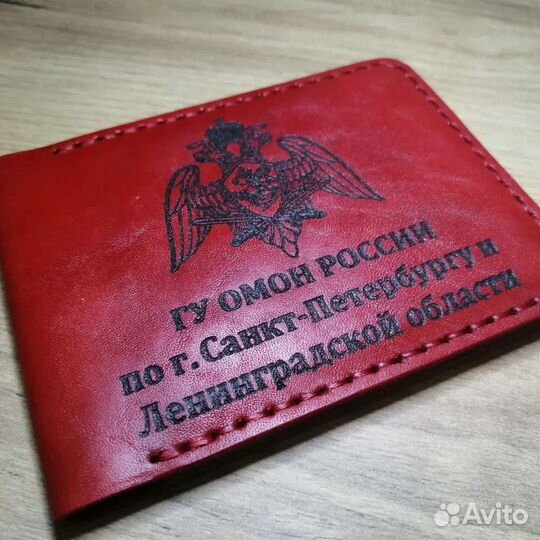 ГУ ОМОН РОССИИ
по г. Санкт-Петербургу и
Ленинградской области
Avito